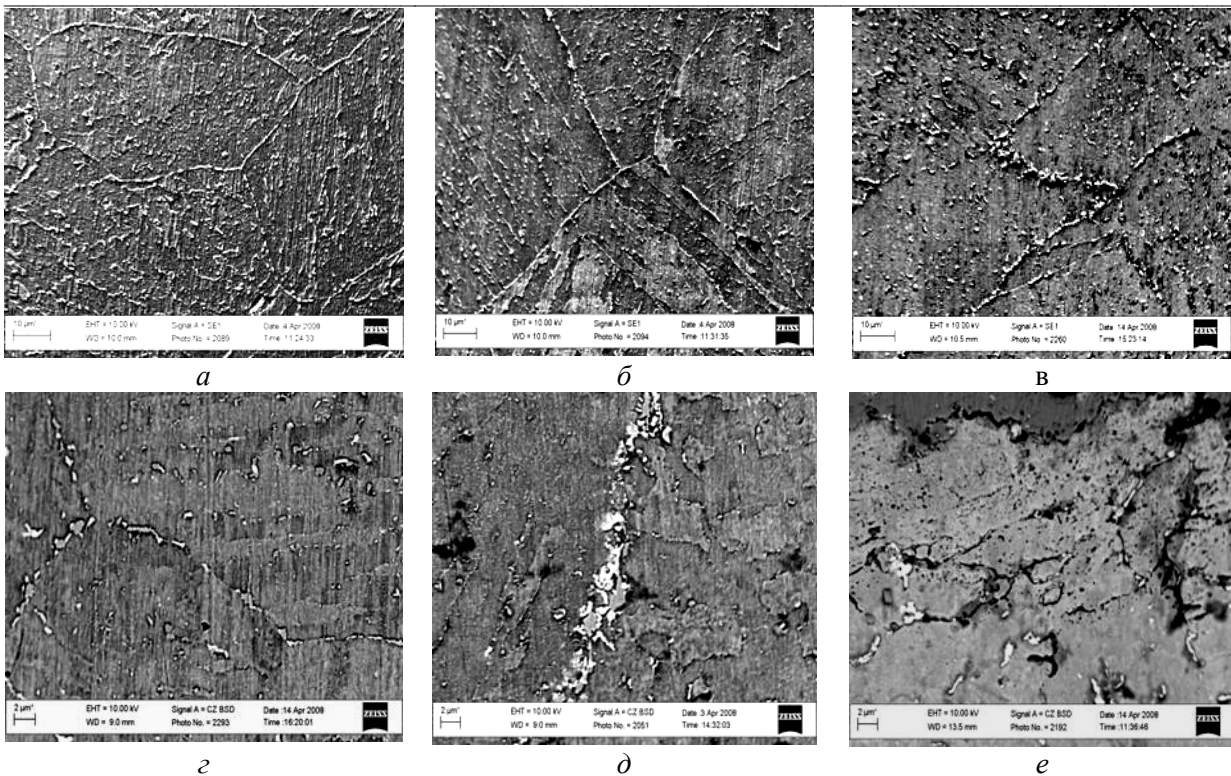 10 µm* EHT = 10.00 kV Signal A = SE1 Date :4 Apr 2008
WD = 10.0 mm Photo No. = 2089 Time :11:24:33 ZEISS
10 µm* EHT = 10.00 kV Signal A = SE1 Date :4 Apr 2008
WD = 10.0 mm Photo No. = 2094 Time :11:31:35 ZEISS
10 µm* EHT = 10.00 kV Signal A = SE1 Date :14 Apr 2008
WD = 10.5 mm Photo No. = 2260 Time :15:23:14 ZEISS
а б в
2 µm* EHT = 10.00 kV Signal A = CZ BSD Date :14 Apr 2008
WD = 9.0 mm Photo No. = 2293 Time :16:20:01 ZEISS
2 µm* EHT = 10.00 kV Signal A = CZ BSD Date :3 Apr 2008
WD = 9.0 mm Photo No. = 2051 Time :14:32:03 ZEISS
2 µm* EHT = 10.00 kV Signal A = CZ BSD Date :14 Apr 2008
WD = 13.5 mm Photo No. = 2192 Time :11:36:46 ZEISS
г д е